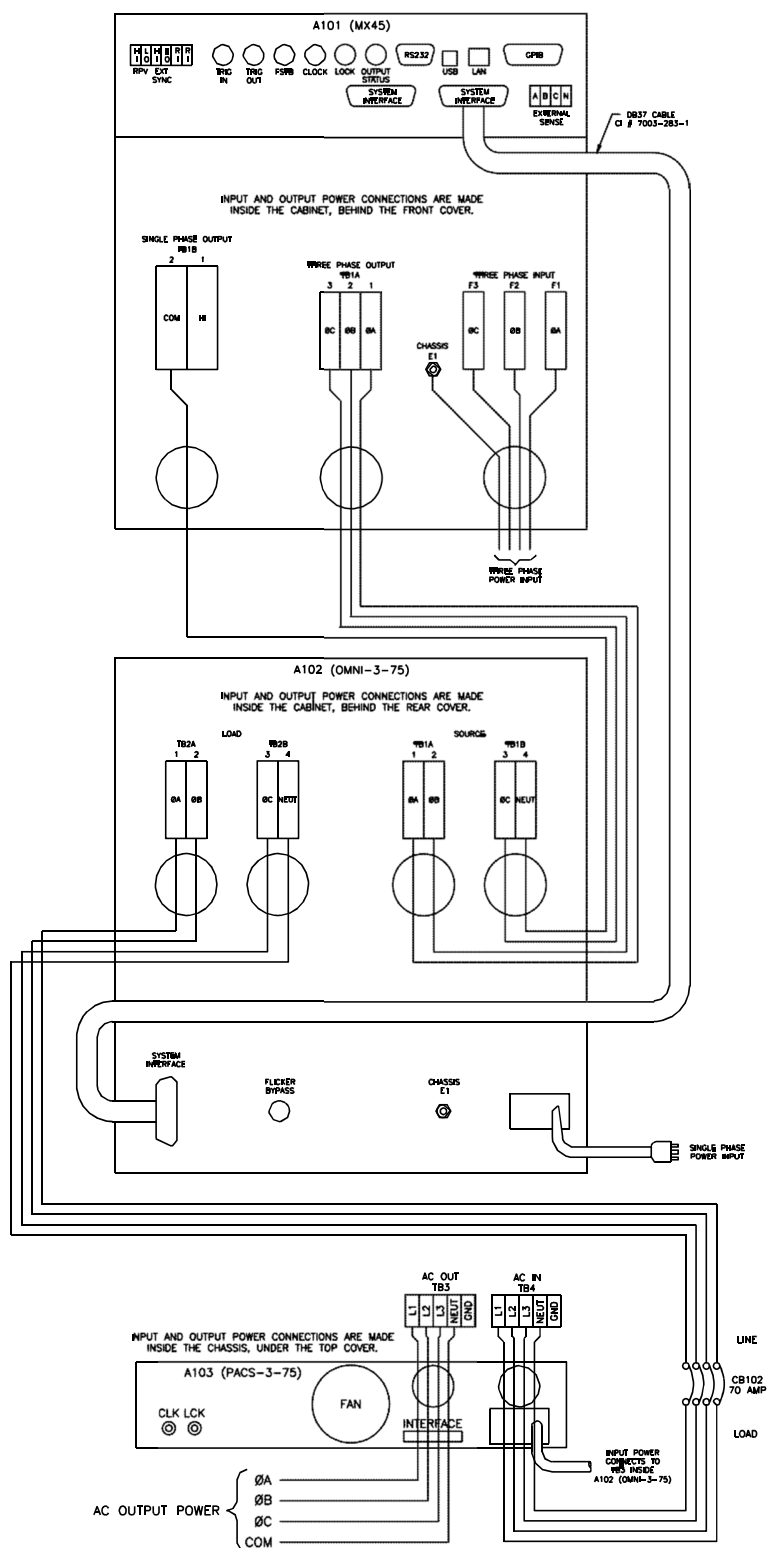 A101 (MX45)
HI LO HI LO RI RI
RPV EXT SYNC
TRIG IN
TRIG OUT
FSTB
CLOCK
LOCK
OUTPUT STATUS
RS232
USB
LAN
GPIB
SYSTEM INTERFACE
SYSTEM INTERFACE
A B C N
EXTERNAL SENSE
DB37 CABLE
CI # 7003-283-1
INPUT AND OUTPUT POWER CONNECTIONS ARE MADE
INSIDE THE CABINET, BEHIND THE FRONT COVER.
SINGLE PHASE OUTPUT
TB1B
2 1
COM HI
THREE PHASE OUTPUT
TB1A
3 2 1
ØC ØB ØA
CHASSIS
E1
THREE PHASE INPUT
F3 F2 F1
ØC ØB ØA
THREE PHASE
POWER INPUT
A102 (OMNI-3-75)
INPUT AND OUTPUT POWER CONNECTIONS ARE MADE
INSIDE THE CABINET, BEHIND THE REAR COVER.
LOAD
TB2A
1 2
ØA ØB
TB2B
3 4
ØC NEUT
SOURCE
TB1A
1 2
ØA ØB
TB1B
3 4
ØC NEUT
SYSTEM
INTERFACE
FLICKER
BYPASS
CHASSIS
E1
SINGLE PHASE
POWER INPUT
AC OUT
TB3
L1 L2 L3 NEUT GND
AC IN
TB4
L1 L2 L3 NEUT GND
INPUT AND OUTPUT POWER CONNECTIONS ARE MADE
INSIDE THE CHASSIS, UNDER THE TOP COVER.
A103 (PACS-3-75)
CLK LCK
FAN
INTERFACE
LINE
CB102
70 AMP
LOAD
INPUT POWER
CONNECTS TO
TB3 INSIDE
A102 (OMNI-3-75)
AC OUTPUT POWER
ØA
ØB
ØC
COM